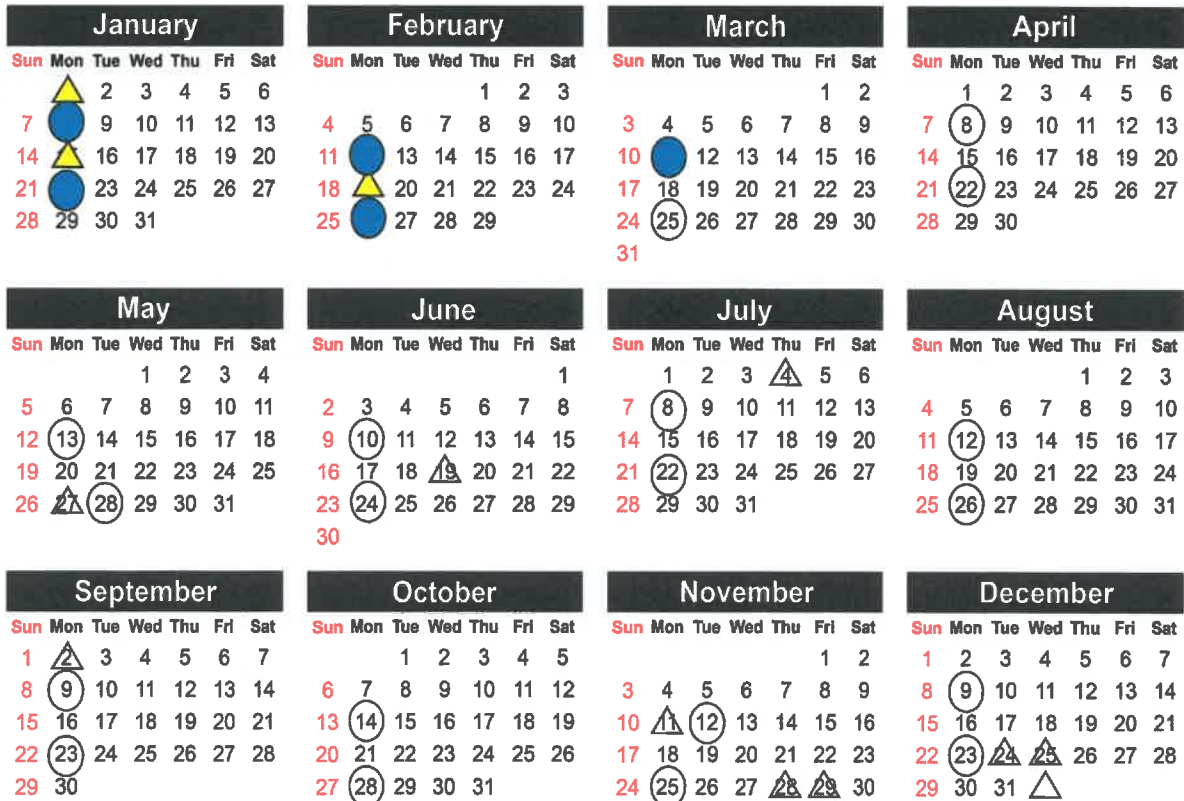 January
Sun Mon Tue Wed Thu Fri Sat
2 3 4 5 6
7 9 10 11 12 13
14 16 17 18 19 20
21 23 24 25 26 27
28 29 30 31
February
Sun Mon Tue Wed Thu Fri Sat
1 2 3
4 5 6 7 8 9 10
11 13 14 15 16 17
18 20 21 22 23 24
25 27 28 29
March
Sun Mon Tue Wed Thu Fri Sat
1 2
3 4 5 6 7 8 9
10 12 13 14 15 16
17 18 19 20 21 22 23
24 25 26 27 28 29 30
31
April
Sun Mon Tue Wed Thu Fri Sat
1 2 3 4 5 6
7 8 9 10 11 12 13
14 15 16 17 18 19 20
21 22 23 24 25 26 27
28 29 30
May
Sun Mon Tue Wed Thu Fri Sat
1 2 3 4
5 6 7 8 9 10 11
12 13 14 15 16 17 18
19 20 21 22 23 24 25
26 27 28 29 30 31
June
Sun Mon Tue Wed Thu Fri Sat
1
2 3 4 5 6 7 8
9 10 11 12 13 14 15
16 17 18 19 20 21 22
23 24 25 26 27 28 29
30
July
Sun Mon Tue Wed Thu Fri Sat
1 2 3 4 5 6
7 8 9 10 11 12 13
14 15 16 17 18 19 20
21 22 23 24 25 26 27
28 29 30 31
August
Sun Mon Tue Wed Thu Fri Sat
1 2 3
4 5 6 7 8 9 10
11 12 13 14 15 16 17
18 19 20 21 22 23 24
25 26 27 28 29 30 31
September
Sun Mon Tue Wed Thu Fri Sat
1 2 3 4 5 6 7
8 9 10 11 12 13 14
15 16 17 18 19 20 21
22 23 24 25 26 27 28
29 30
October
Sun Mon Tue Wed Thu Fri Sat
1 2 3 4 5
6 7 8 9 10 11 12
13 14 15 16 17 18 19
20 21 22 23 24 25 26
27 28 29 30 31
November
Sun Mon Tue Wed Thu Fri Sat
1 2
3 4 5 6 7 8 9
10 11 12 13 14 15 16
17 18 19 20 21 22 23
24 25 26 27 28 29 30
December
Sun Mon Tue Wed Thu Fri Sat
1 2 3 4 5 6 7
8 9 10 11 12 13 14
15 16 17 18 19 20 21
22 23 24 25 26 27 28
29 30 31